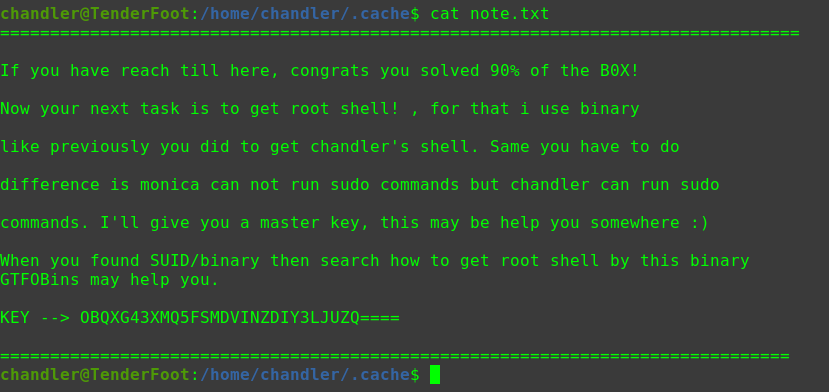 chandler@TenderFoot:/home/chandler/.cache$ cat note.txt
================================================================================
If you have reach till here, congrats you solved 90% of the B0X!
Now your next task is to get root shell! , for that i use binary
like previously you did to get chandler's shell. Same you have to do
difference is monica can not run sudo commands but chandler can run sudo
commands. I'll give you a master key, this may be help you somewhere :)
When you found SUID/binary then search how to get root shell by this binary
GTFOBins may help you.
KEY --> OBQXG43XMQ5FSMDVINZDIY3LJUZQ====
===============================================================================
chandler@TenderFoot:/home/chandler/.cache$